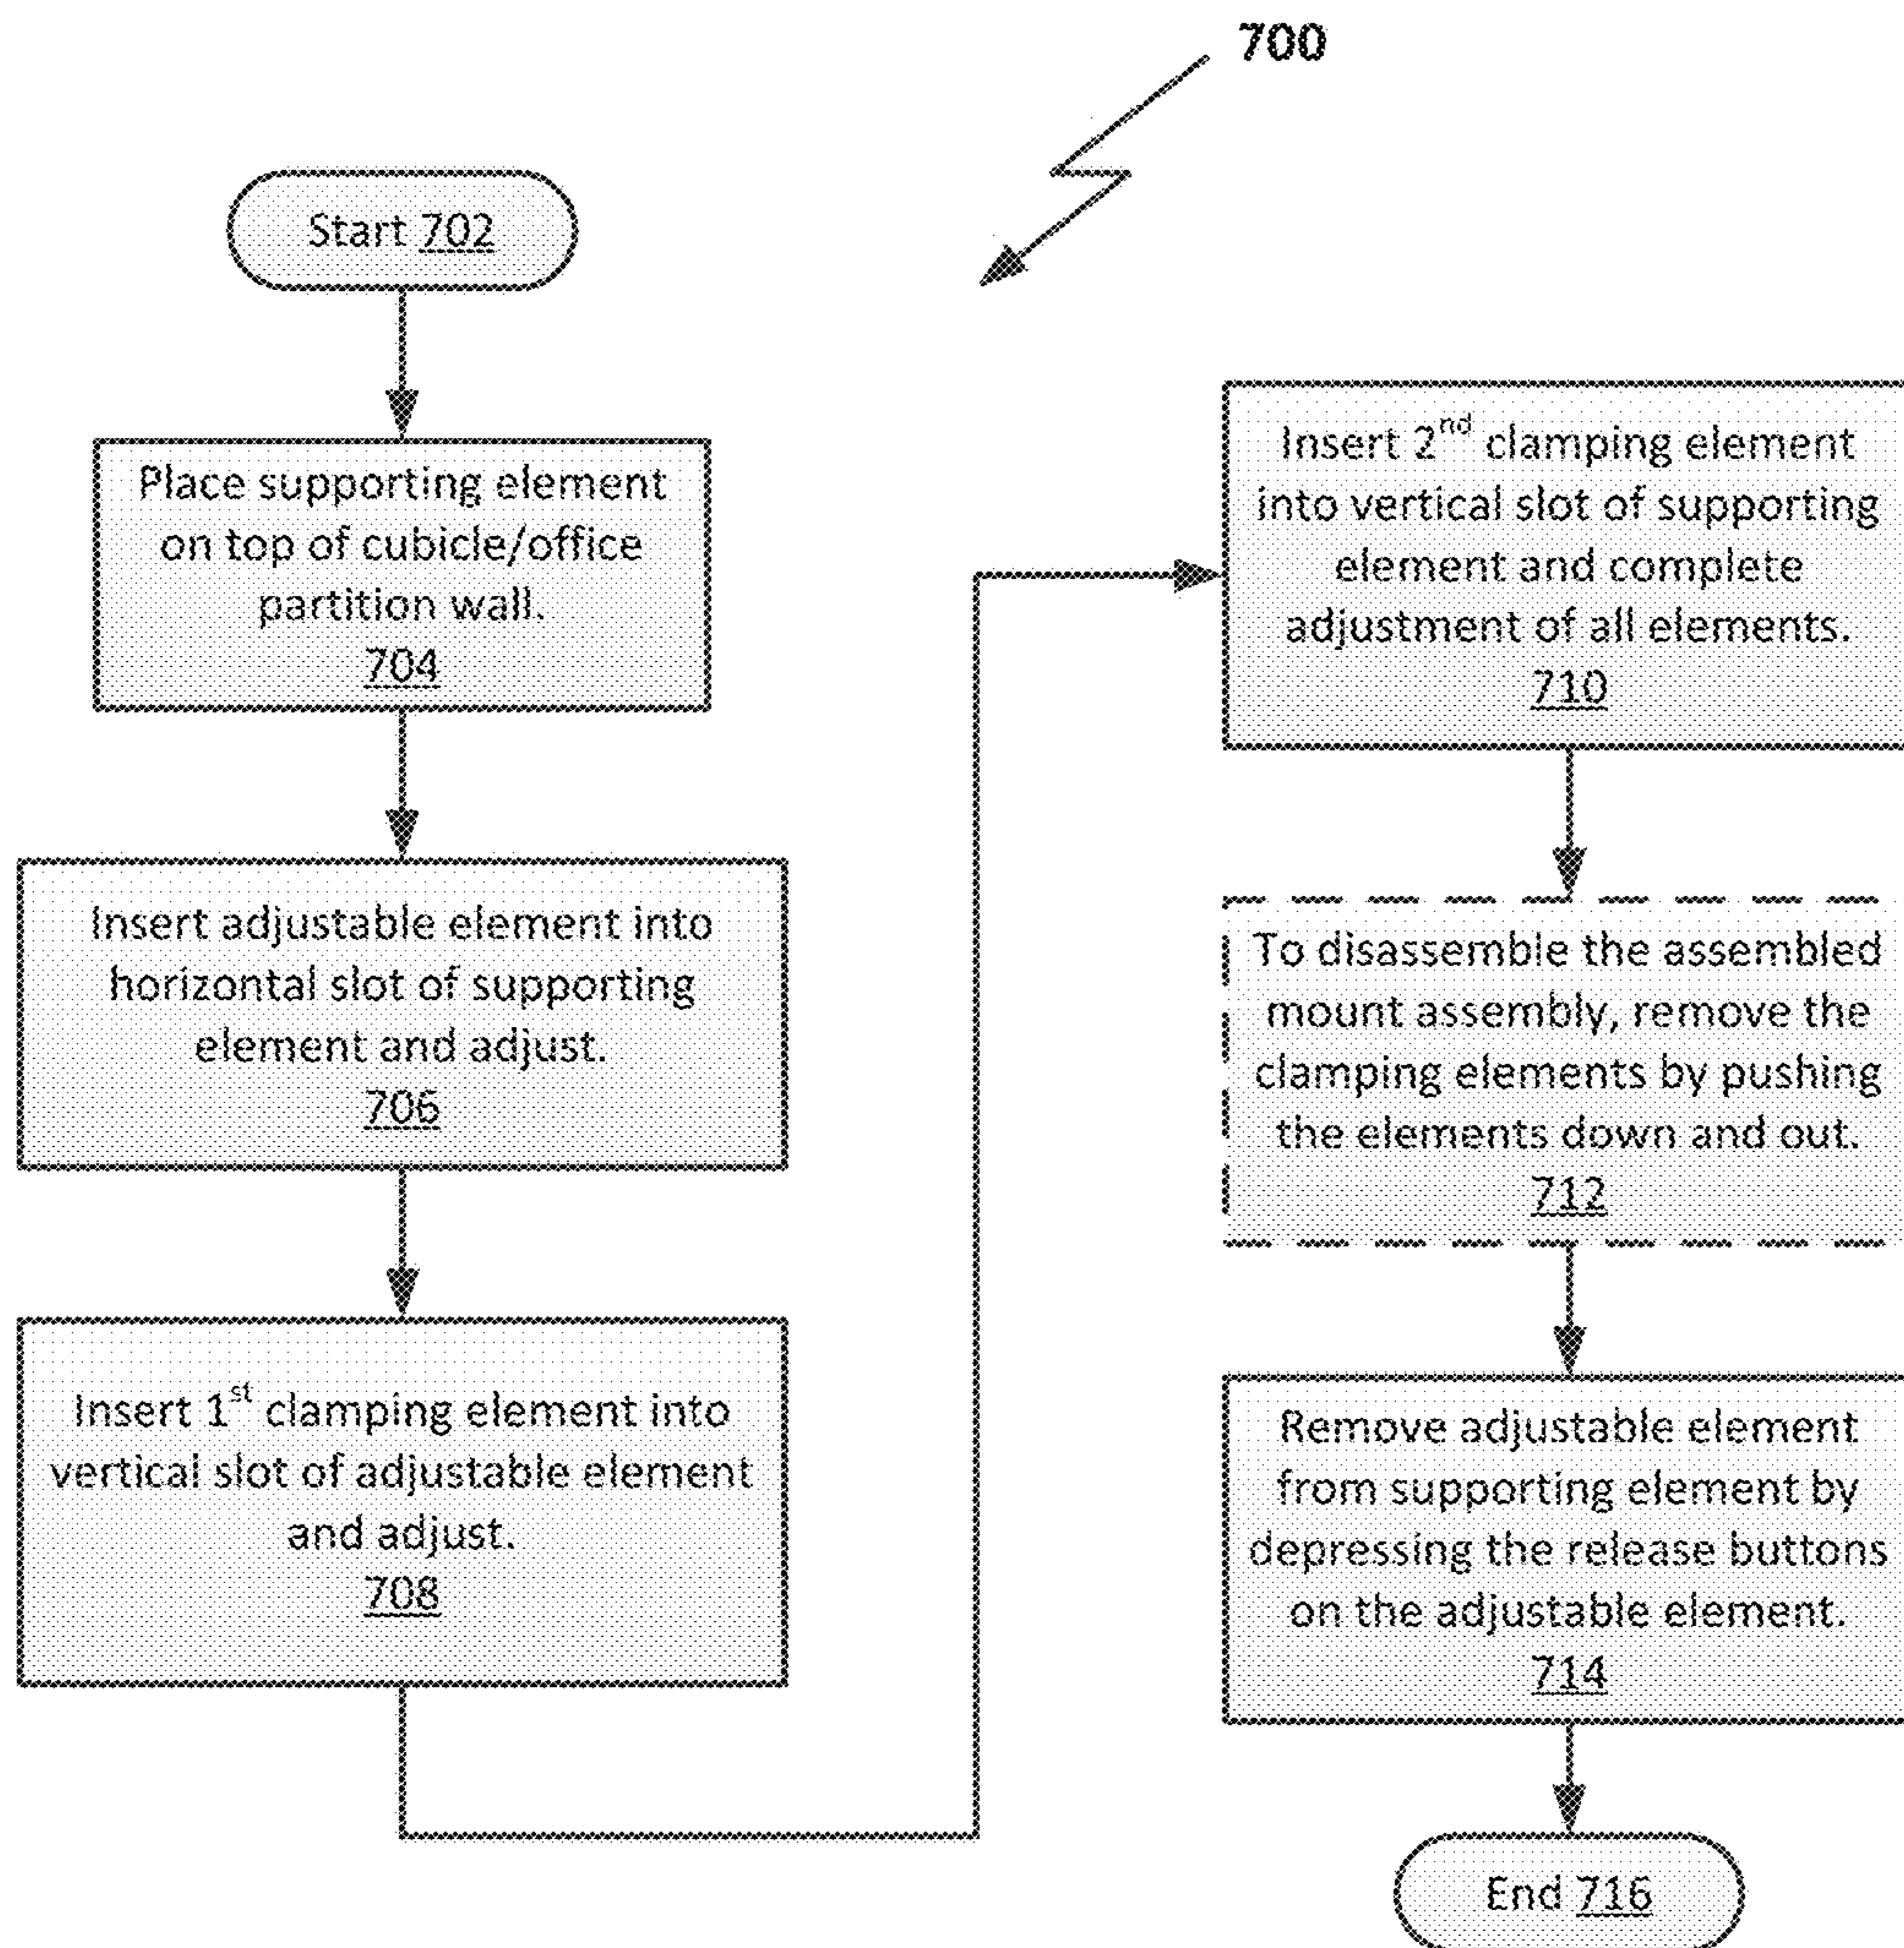 700
Start 702
Place supporting element
on top of cubicle/office
partition wall.
704
Insert adjustable element into
horizontal slot of supporting
element and adjust.
706
Insert 1st clamping element into
vertical slot of adjustable element
and adjust.
708
Insert 2nd clamping element
into vertical slot of supporting
element and complete
adjustment of all elements.
710
To disassemble the assembled
mount assembly, remove the
clamping elements by pushing
the elements down and out.
712
Remove adjustable element
from supporting element by
depressing the release buttons
on the adjustable element.
714
End 716